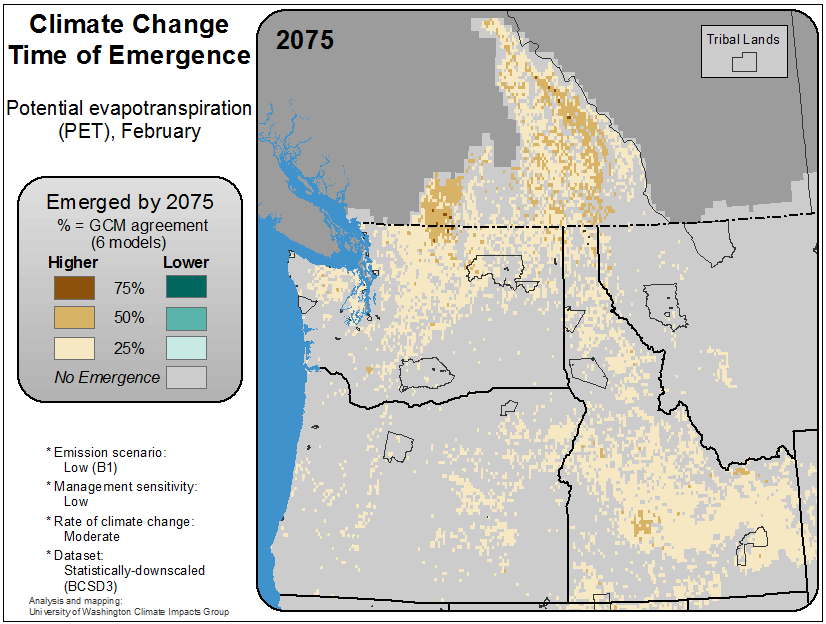 Climate Change
Time of Emergence
Potential evapotranspiration
(PET), February
Emerged by 2075
% = GCM agreement
(6 models)
Higher Lower
75%
50%
25%
No Emergence
* Emission scenario:
Low (B1)
* Management sensitivity:
Low
* Rate of climate change:
Moderate
* Dataset:
Statistically-downscaled
(BCSD3)
Analysis and mapping:
University of Washington Climate Impacts Group
2075
Tribal Lands